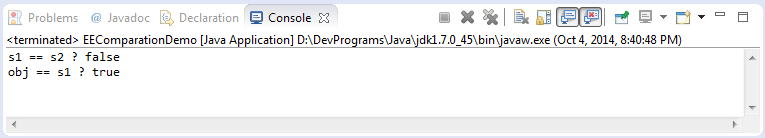 Problems @ Javadoc Declaration Console
<terminated> EEComparationDemo [Java Application] D:\DevPrograms\Java\jdk1.7.0_45\bin\javaw.exe (Oct 4, 2014, 8:40:48 PM)
s1 == s2 ? false
obj == s1 ? true